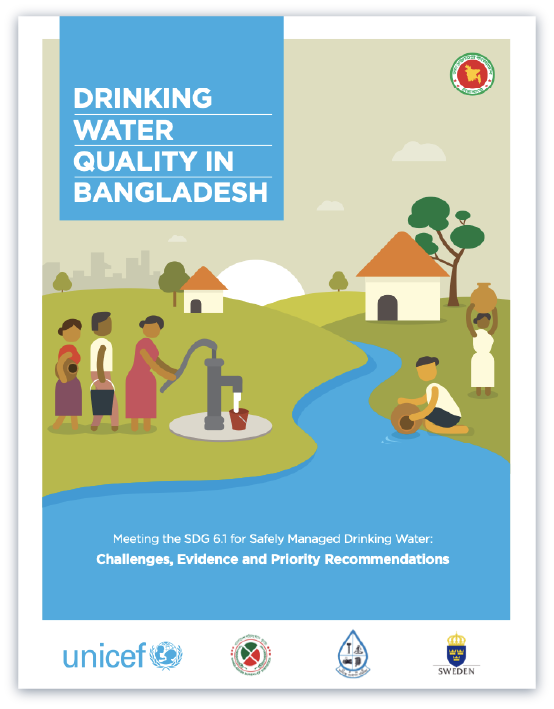 DRINKING
WATER
QUALITY IN
BANGLADESH
Meeting the SDG 6.1 for Safely Managed Drinking Water:
Challenges, Evidence and Priority Recommendations
unicef
SWEDEN